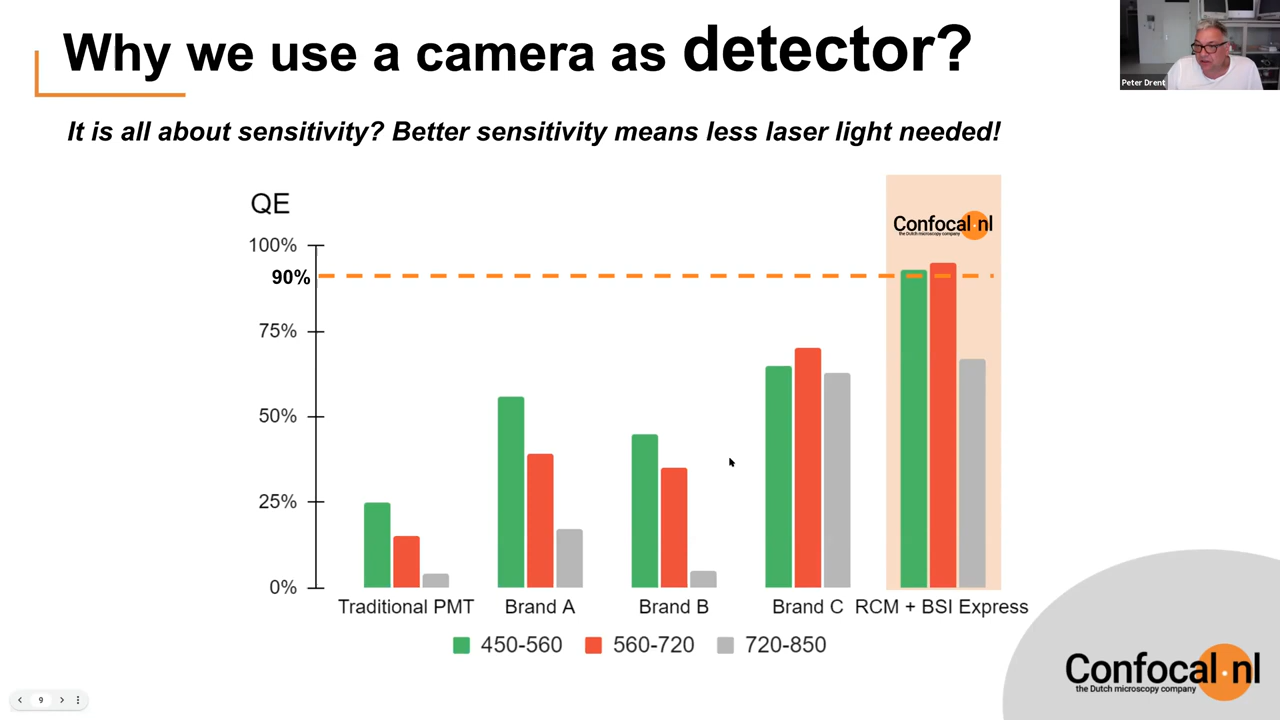 Why we use a camera as detector?
Peter Drent
It is all about sensitivity? Better sensitivity means less laser light needed!
QE
Confocal.nl
the Dutch microscopy company
100%
90%
75%
50%
25%
0%
Traditional PMT
Brand A
Brand B
Brand C
RCM + BSI Express
450-560
560-720
720-850
Confocal.nl
the Dutch microscopy company
9